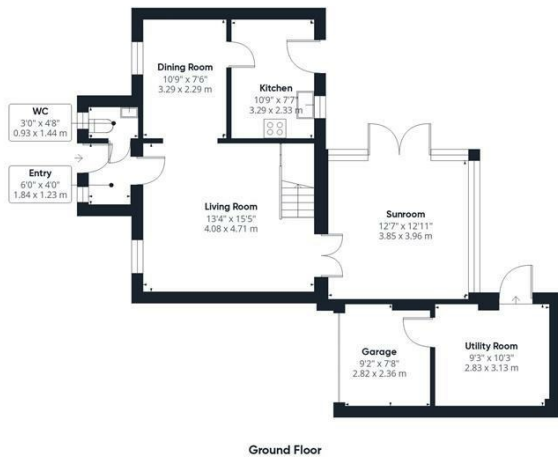 Dining Room
10'9" x 7'6"
3.29 x 2.29 m
Kitchen
10'9" x 7'7"
3.29 x 2.33 m
WC
3'0" x 4'8"
0.93 x 1.44 m
Entry
6'0" x 4'0"
1.84 x 1.23 m
Living Room
13'4" x 15'5"
4.08 x 4.71 m
Sunroom
12'7" x 12'11"
3.85 x 3.96 m
Garage
9'2" x 7'8"
2.82 x 2.36 m
Utility Room
9'3" x 10'3"
2.83 x 3.13 m
Ground Floor